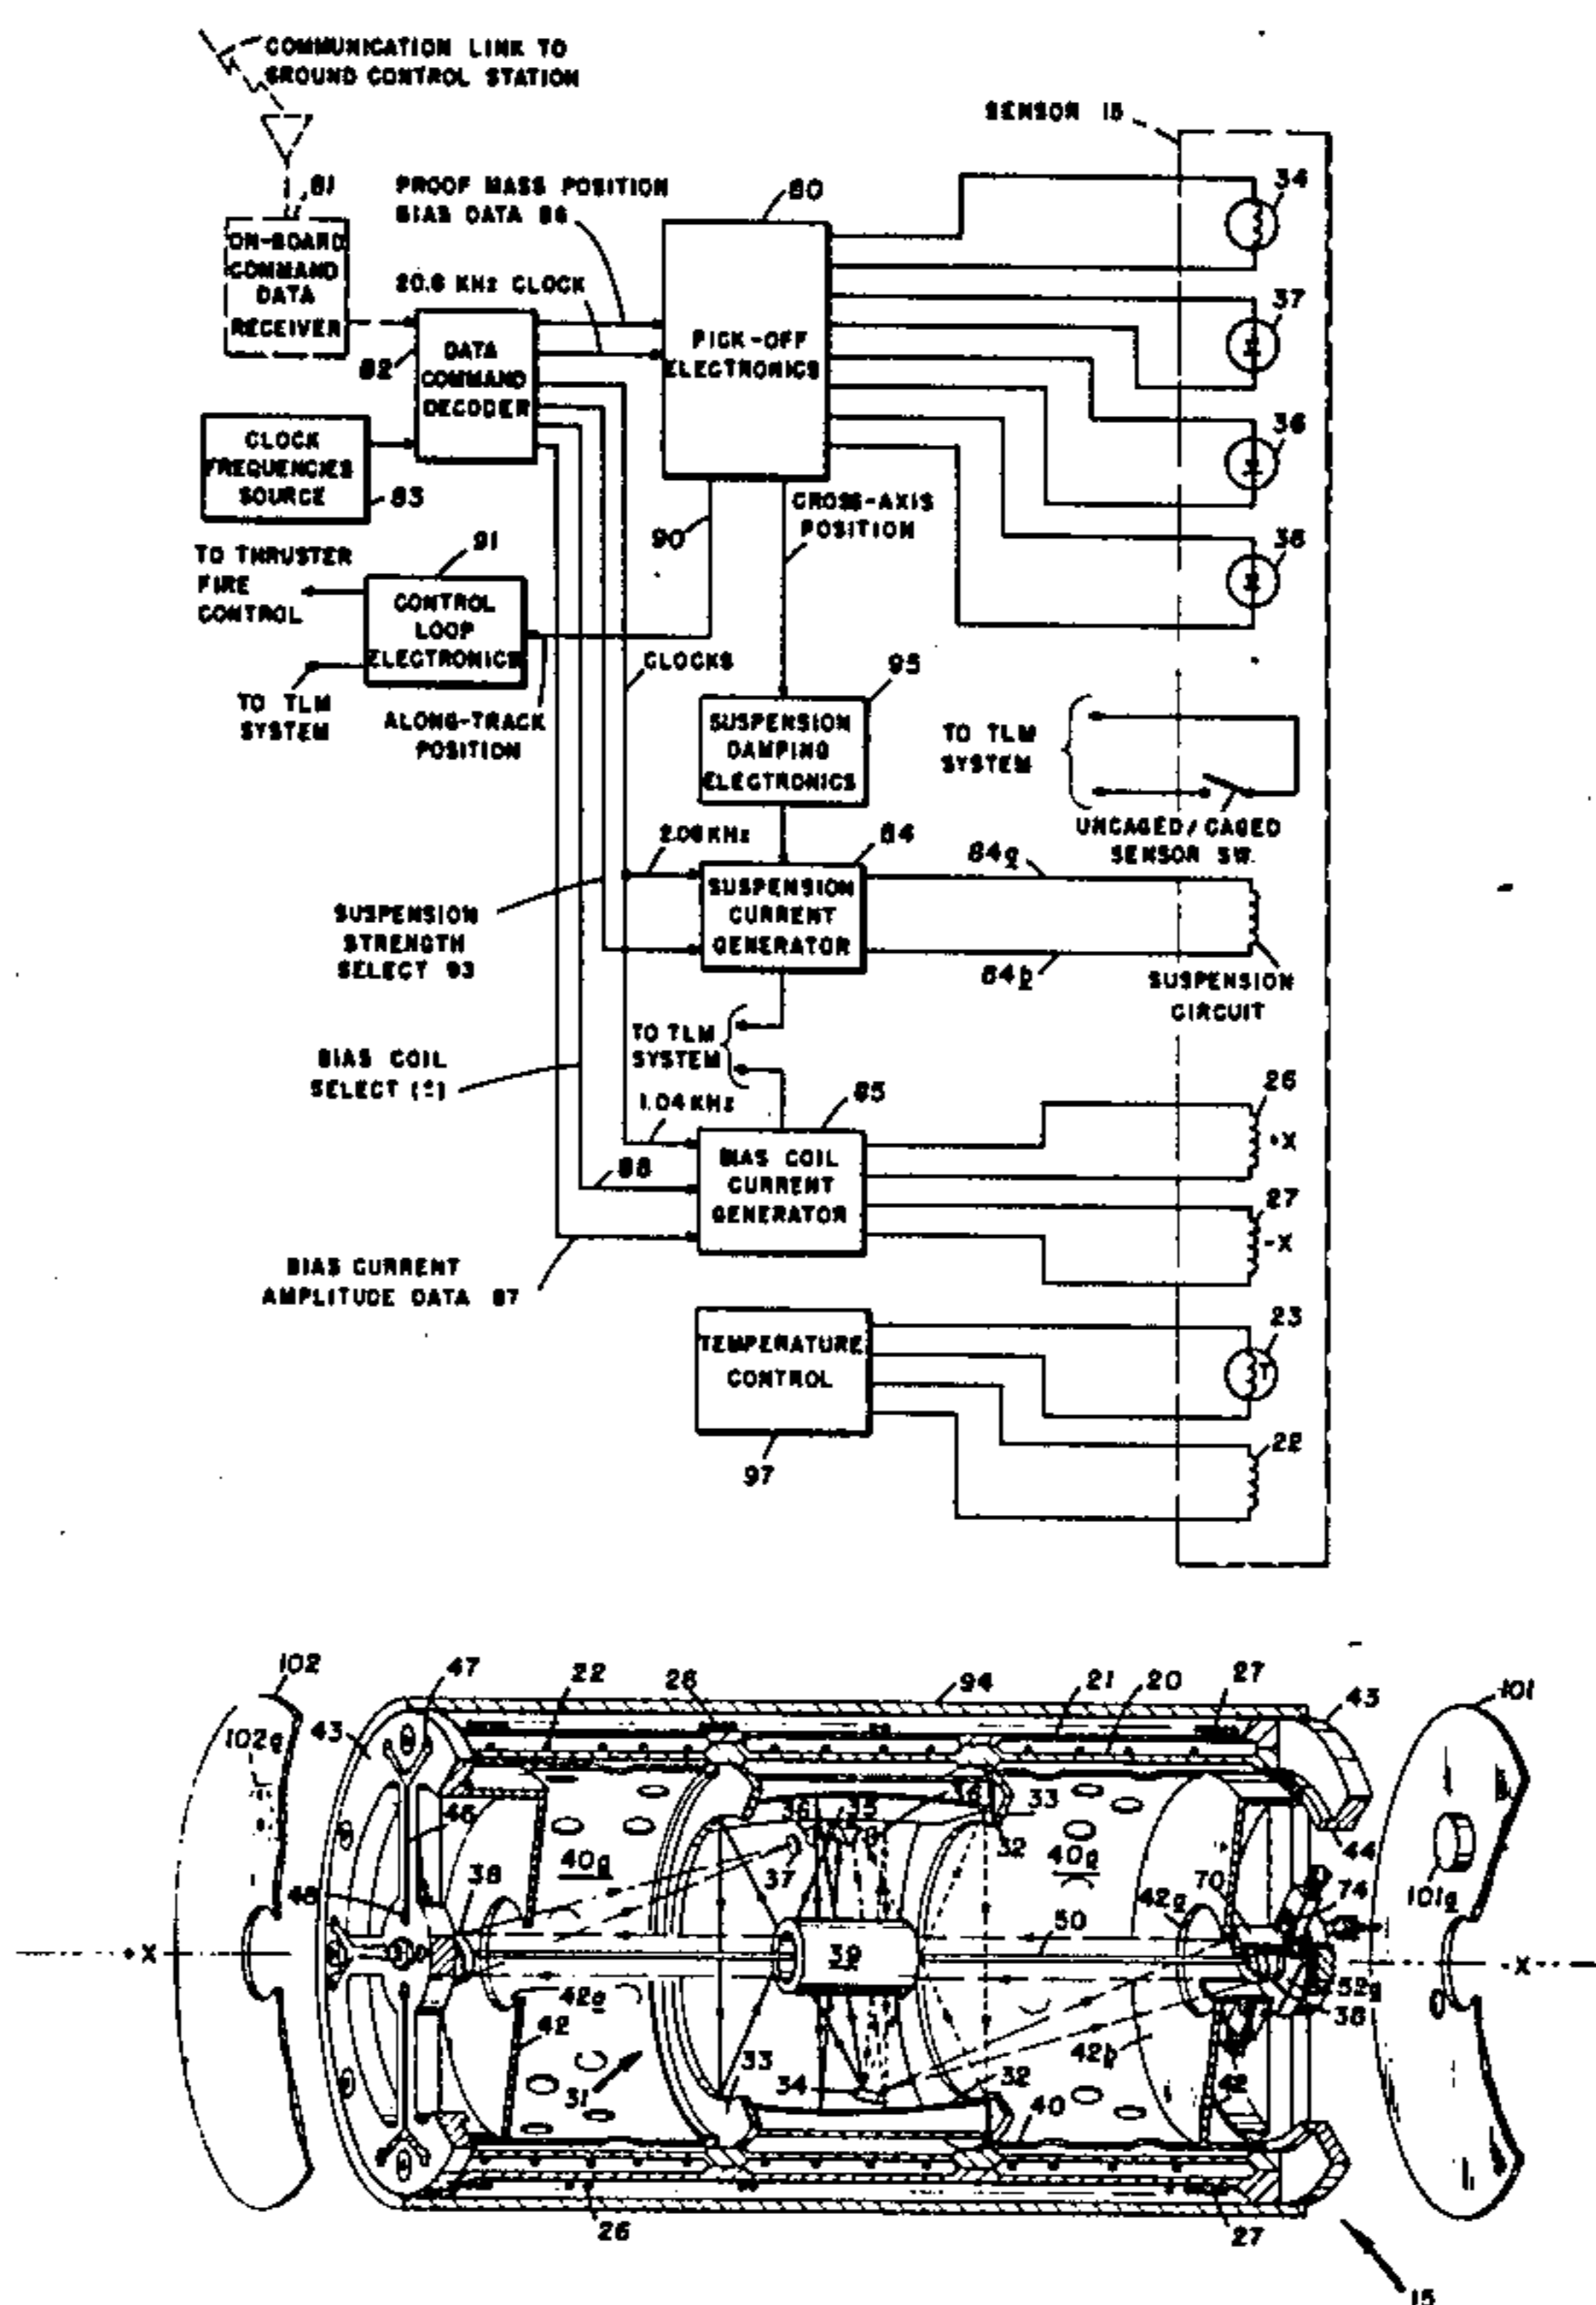 COMMUNICATION LINK TO
GROUND CONTROL STATION
SENSOR 15
81
PROOF MASS POSITION
BIAS DATA 86
80
34
ON-BOARD
COMMAND
DATA
RECEIVER
20.8 KHz CLOCK
37
82
DATA
COMMAND
DECODER
PICK-OFF
ELECTRONICS
36
CLOCK
FREQUENCIES
SOURCE
83
CROSS-AXIS
POSITION
90
38
TO THRUSTER
FIRE
CONTROL
91
CONTROL
LOOP
ELECTRONICS
CLOCKS
95
TO TLM
SYSTEM
ALONG-TRACK
POSITION
SUSPENSION
DAMPING
ELECTRONICS
TO TLM
SYSTEM
UNCAGED/CAGED
SENSOR SW.
2.08 KHz
84
84a
SUSPENSION
CURRENT
GENERATOR
SUSPENSION
STRENGTH
SELECT 93
84b
SUSPENSION
CIRCUIT
TO TLM
SYSTEM
BIAS COIL
SELECT (±)
1.04 KHz
85
26
+X
88
BIAS COIL
CURRENT
GENERATOR
27
-X
BIAS CURRENT
AMPLITUDE DATA 87
23
TEMPERATURE
CONTROL
T
22
97
102
47
22
26
94
21
20
27
43
101
102a
43
46
36
35
36
33
32
44
40a
40a
37
38
48
70
74
101a
42a
50
39
+X
-X
42a
52a
38
42
42b
31
33
34
32
42
40
26
27
15